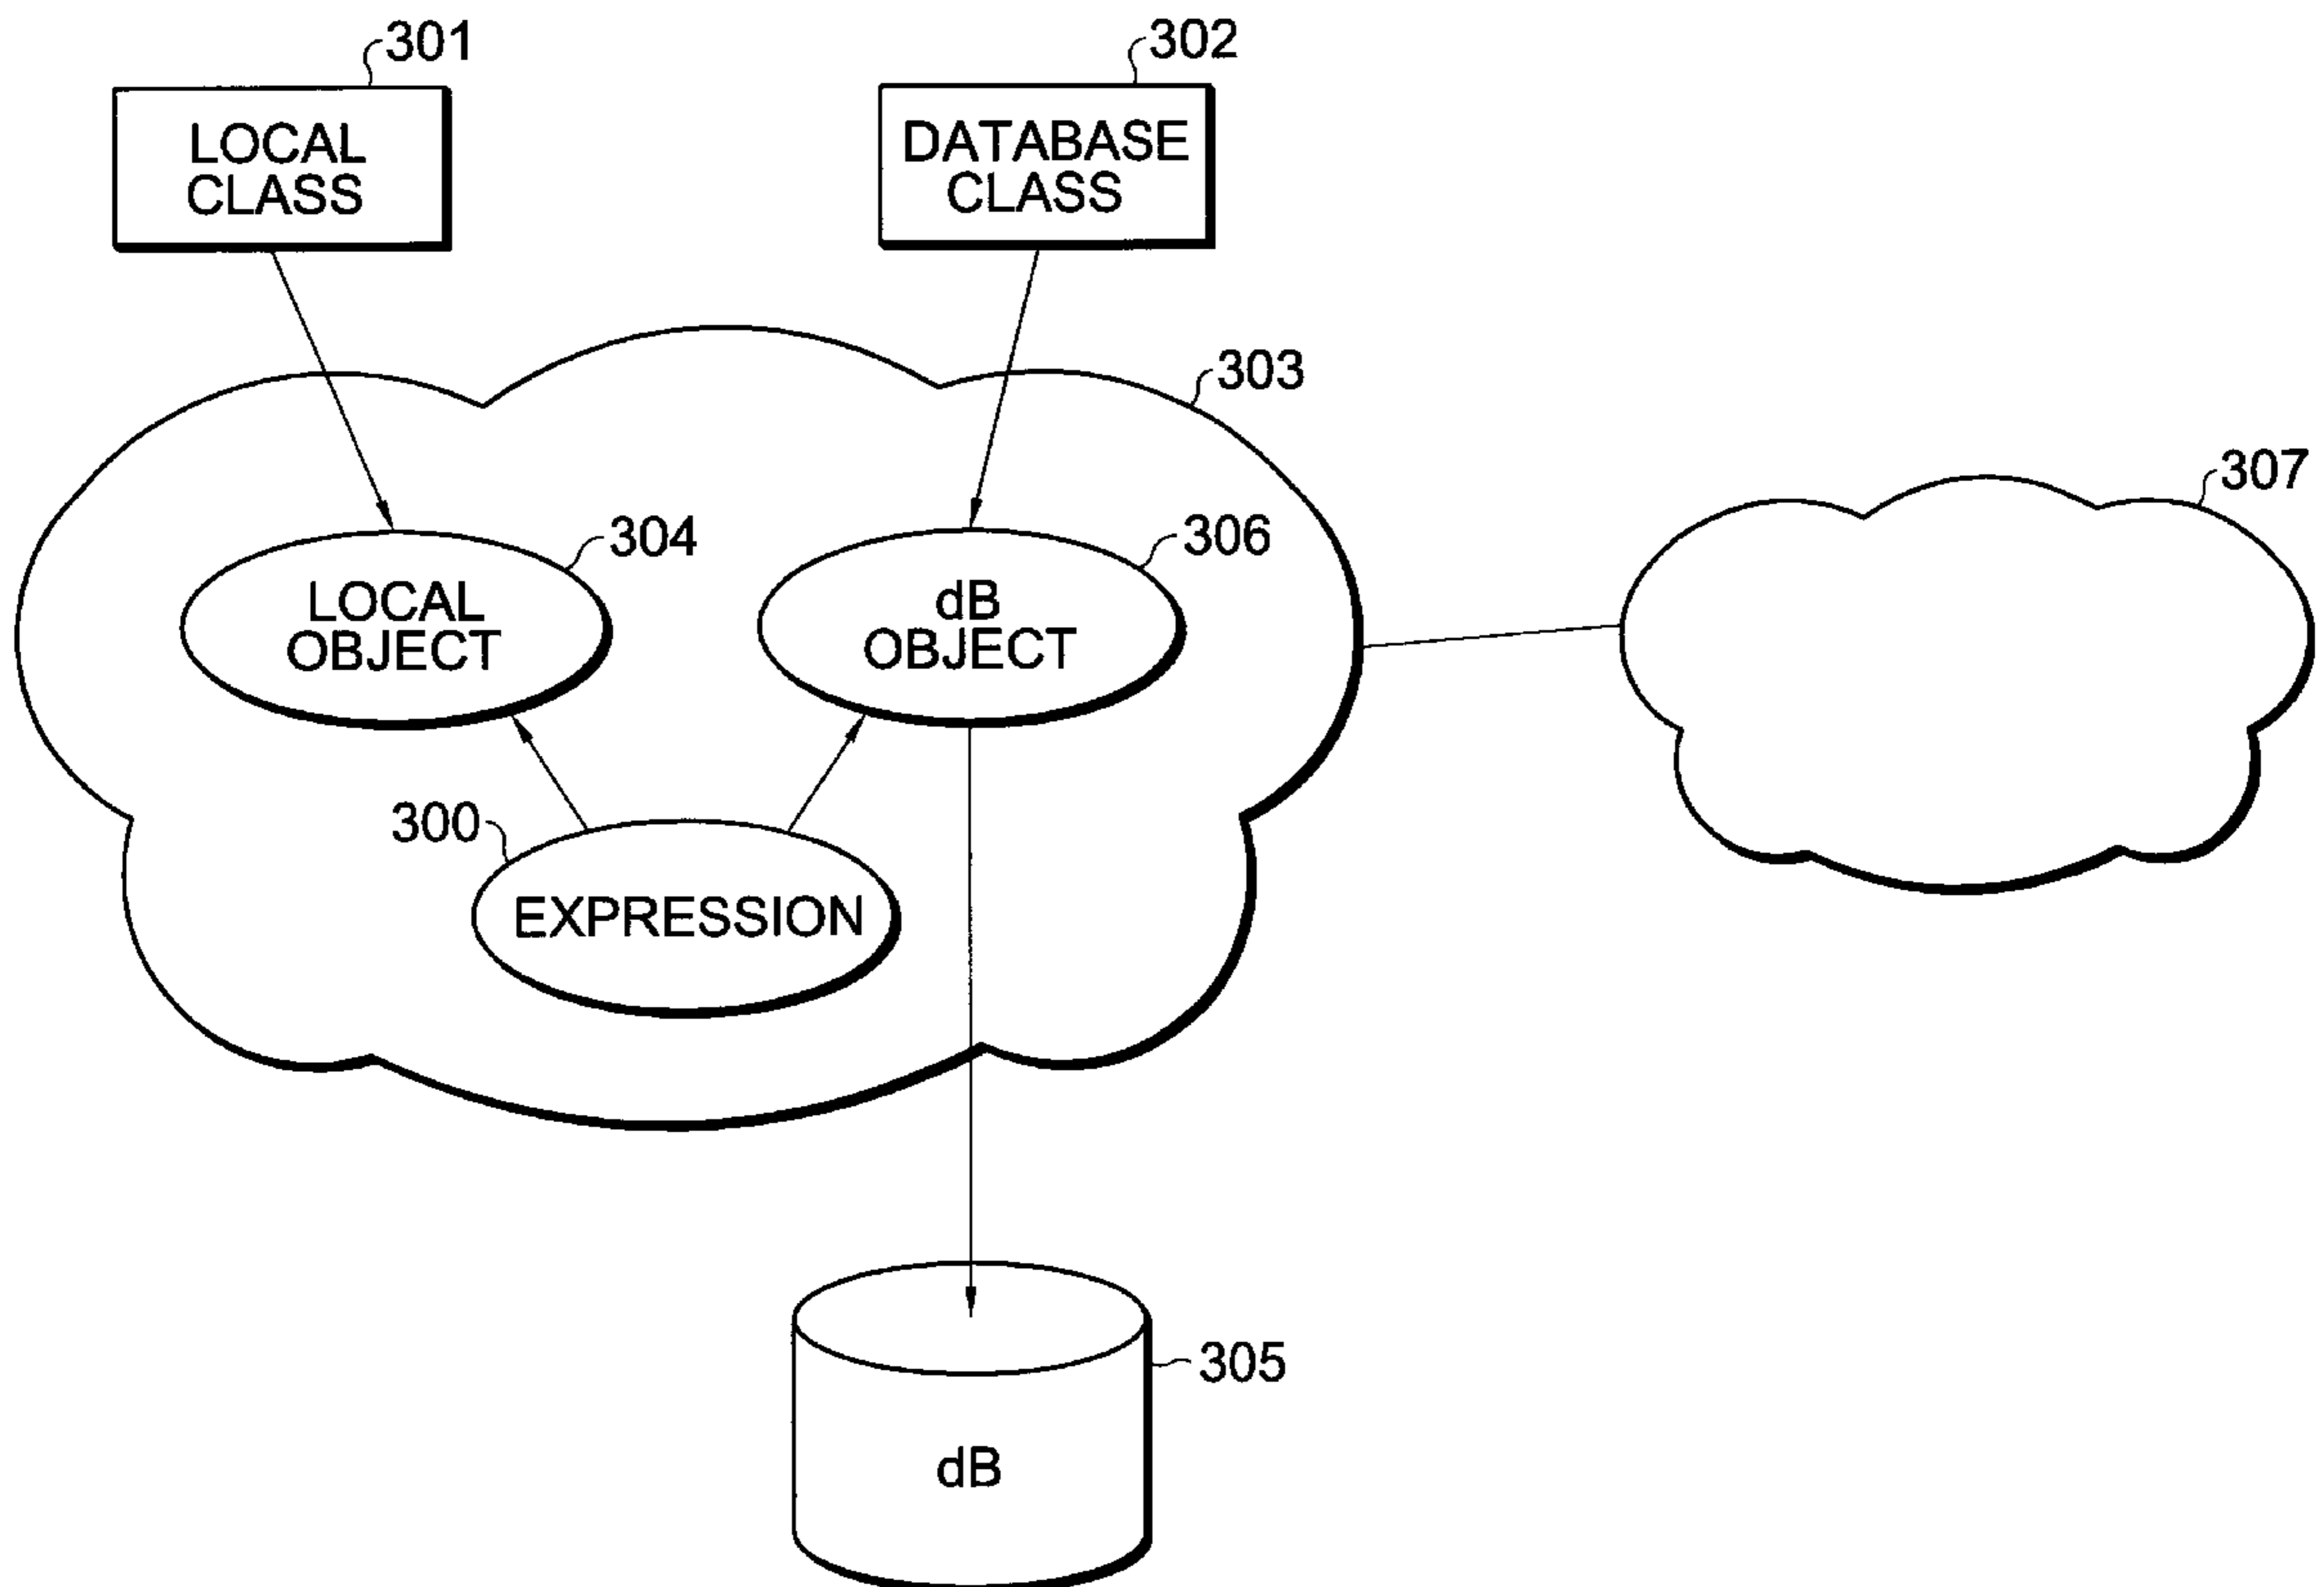 301
302
LOCAL
CLASS
DATABASE
CLASS
303
307
304
306
LOCAL
OBJECT
dB
OBJECT
300
EXPRESSION
305
dB